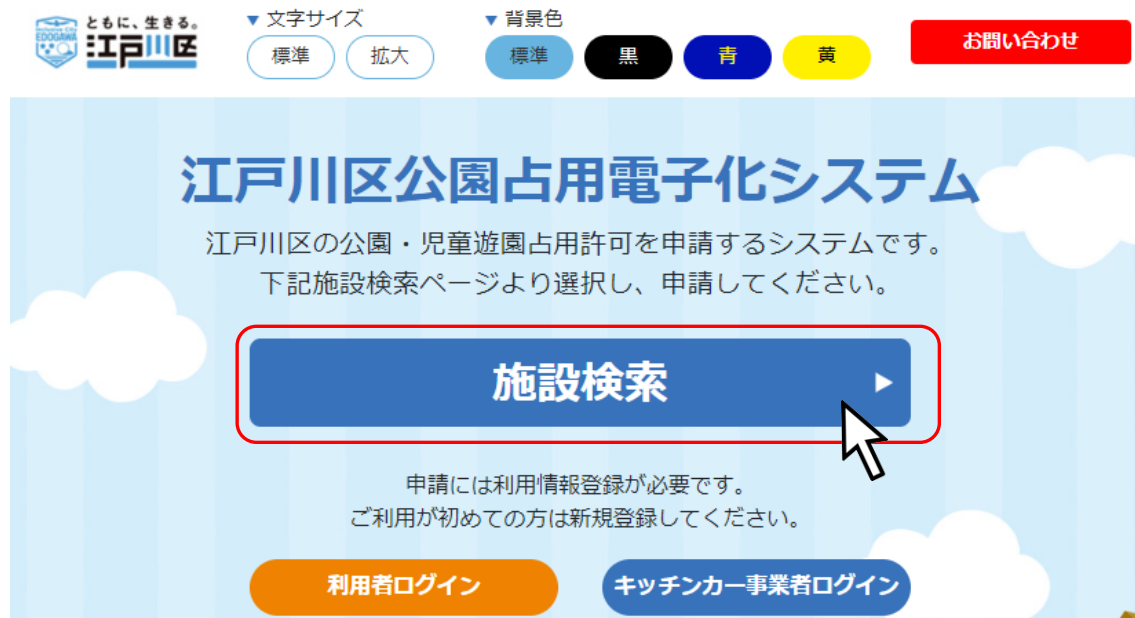 ともに、生きる。
EDOGAWA
江戸川区
▼ 文字サイズ
標準
拡大
▼ 背景色
標準
黒
青
黄
お問い合わせ
江戸川区公園占用電子化システム
江戸川区の公園・児童遊園占用許可を申請するシステムです。
下記施設検索ページより選択し、申請してください。
施設検索
申請には利用情報登録が必要です。
ご利用が初めての方は新規登録してください。
利用者ログイン
キッチンカー事業者ログイン